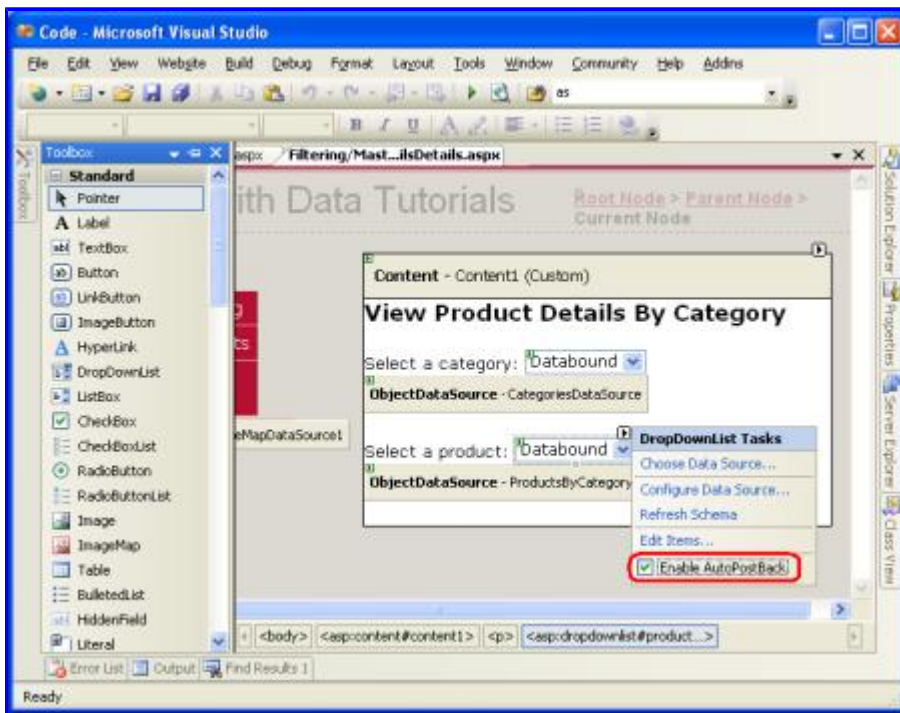 Code - Microsoft Visual Studio
File Edit View Website Build Debug Format Layout Tools Window Community Help Addins
as
B I U A
Toolbox
aspx Filtering/Mast...ilsDetails.aspx
Toolbox
Standard
Pointer
Label
TextBox
Button
LinkButton
ImageButton
HyperLink
DropDownList
ListBox
CheckBox
CheckBoxList
RadioButton
RadioButtonList
Image
ImageMap
Table
BulletedList
HiddenField
Literal
ith Data Tutorials
Root Node > Parent Node >
Current Node
g
ts
eMapDataSource1
Content - Content1 (Custom)
View Product Details By Category
Select a category: Databound
ObjectDataSource - CategoriesDataSource
Select a product: Databound
ObjectDataSource - ProductsByCategory
DropDownList Tasks
Choose Data Source...
Configure Data Source...
Refresh Schema
Edit Items...
Enable AutoPostBack
Solution Explorer
Properties
Server Explorer
Class View
<body> <asp:content#content1> <p> <asp:dropdownlist#product...>
Error List Output Find Results 1
Ready